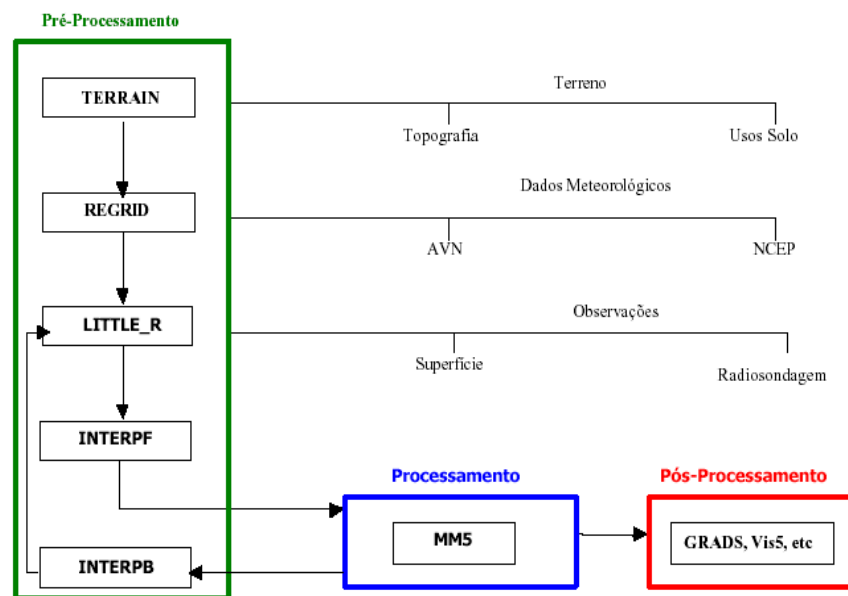 Pré-Processamento
TERRAIN
Terreno
Topografia
Usos Solo
REGRID
Dados Meteorológicos
AVN
NCEP
LITTLE_R
Observações
Superfície
Radiosondagem
INTERPF
Processamento
Pós-Processamento
MM5
GRADS, Vis5, etc
INTERPB